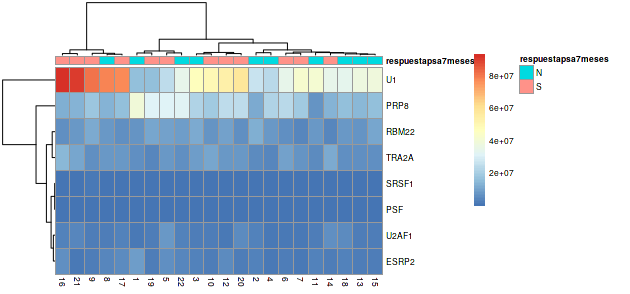 respuestapsa7meses
U1
PRP8
RBM22
TRA2A
SRSF1
PSF
U2AF1
ESRP2
16 21 9 8 17 1 19 5 22 3 10 12 20 2 4 6 7 11 14 18 13 15
8e+07
6e+07
4e+07
2e+07
respuestapsa7meses
N
S